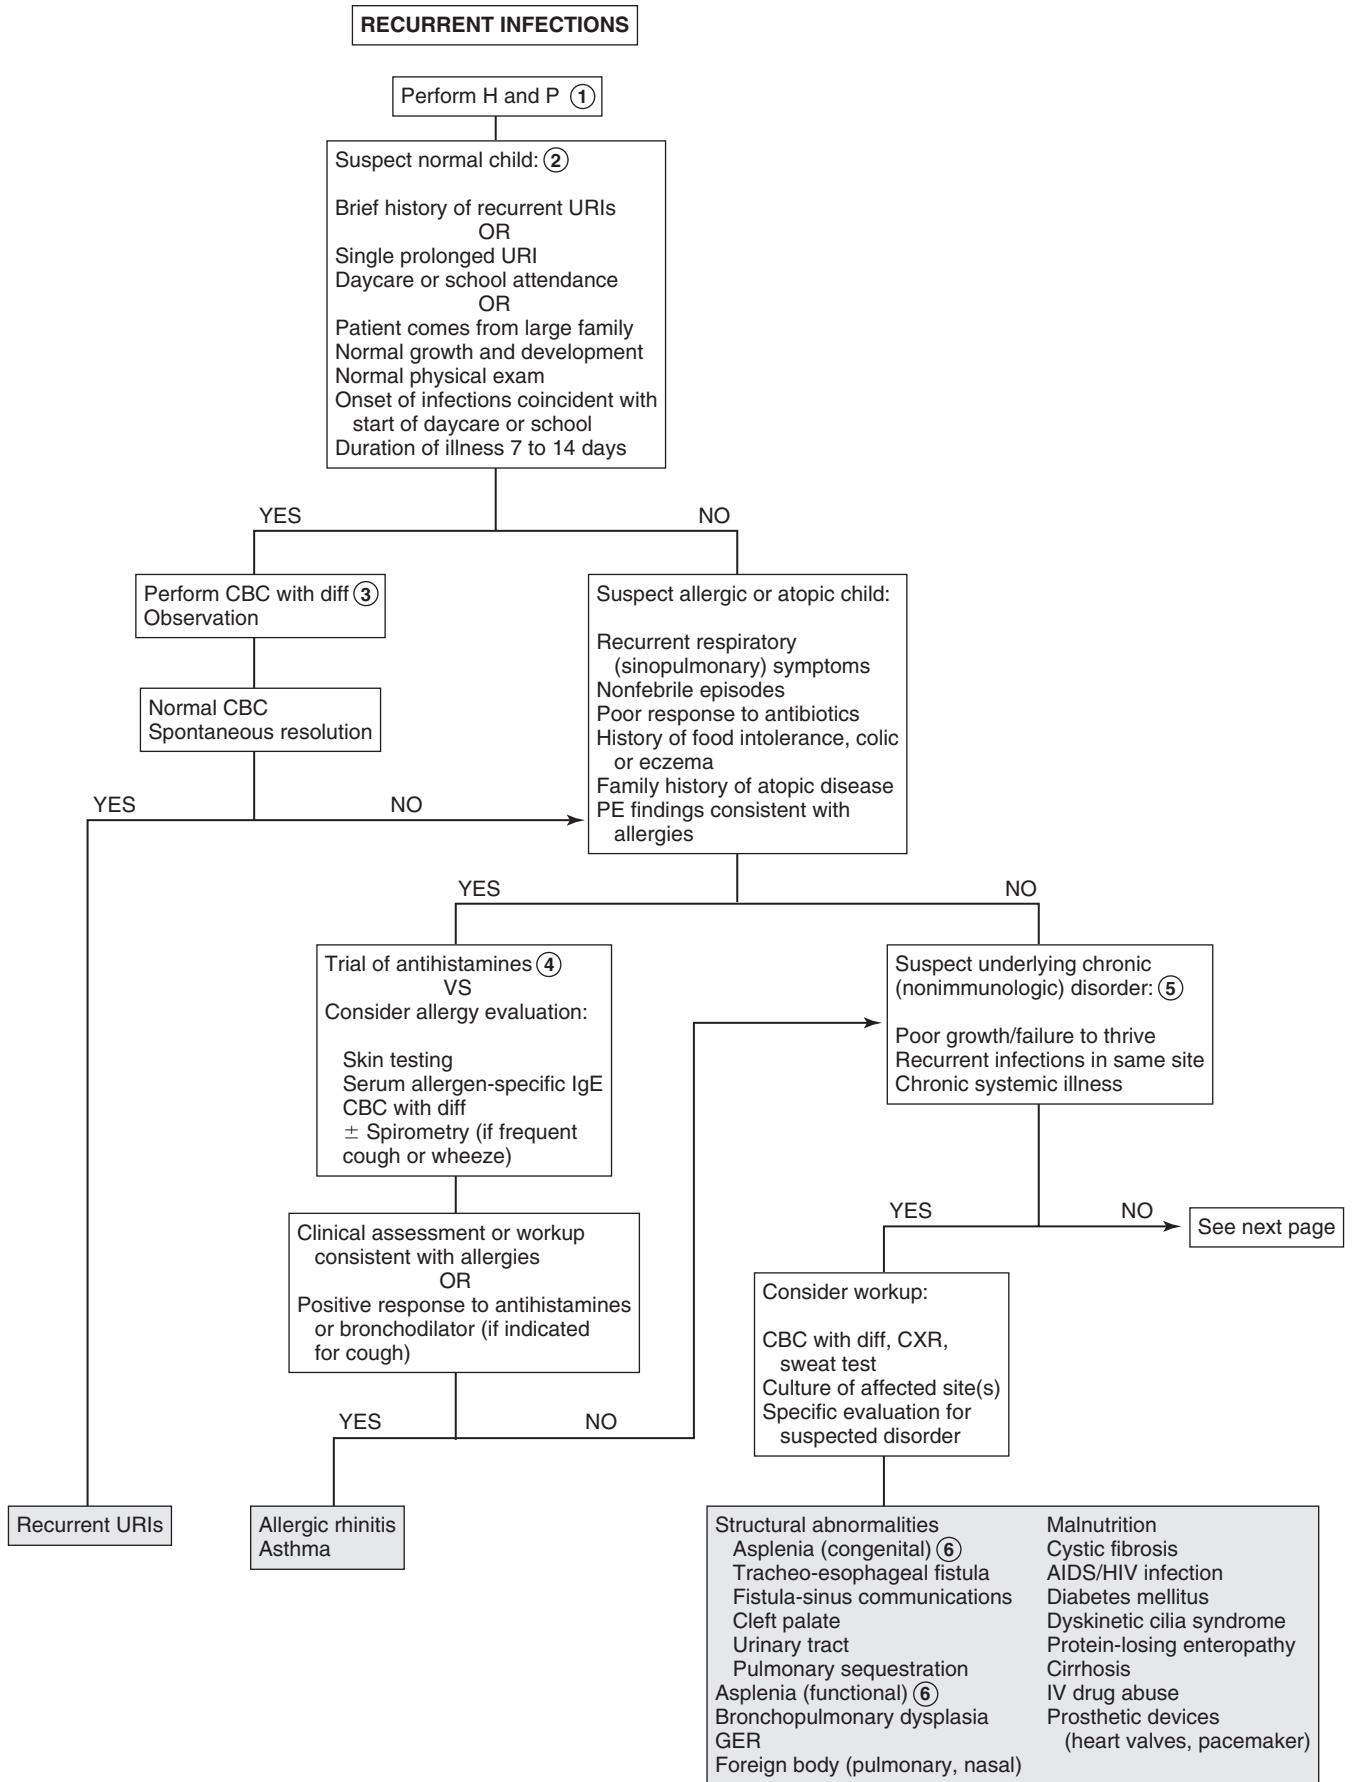 RECURRENT INFECTIONS
Perform H and P 1
Suspect normal child: 2
Brief history of recurrent URIs
OR
Single prolonged URI
Daycare or school attendance
OR
Patient comes from large family
Normal growth and development
Normal physical exam
Onset of infections coincident with
start of daycare or school
Duration of illness 7 to 14 days
YES
NO
Perform CBC with diff 3
Observation
Normal CBC
Spontaneous resolution
YES
NO
Suspect allergic or atopic child:
Recurrent respiratory
(sinopulmonary) symptoms
Nonfebrile episodes
Poor response to antibiotics
History of food intolerance, colic
or eczema
Family history of atopic disease
PE findings consistent with
allergies
YES
NO
Trial of antihistamines 4
VS
Consider allergy evaluation:
Skin testing
Serum allergen-specific IgE
CBC with diff
± Spirometry (if frequent
cough or wheeze)
Suspect underlying chronic
(nonimmunologic) disorder: 5
Poor growth/failure to thrive
Recurrent infections in same site
Chronic systemic illness
Clinical assessment or workup
consistent with allergies
OR
Positive response to antihistamines
or bronchodilator (if indicated
for cough)
YES
NO
See next page
Consider workup:
CBC with diff, CXR,
sweat test
Culture of affected site(s)
Specific evaluation for
suspected disorder
YES
NO
Recurrent URIs
Allergic rhinitis
Asthma
Structural abnormalities
Asplenia (congenital) 6
Tracheo-esophageal fistula
Fistula-sinus communications
Cleft palate
Urinary tract
Pulmonary sequestration
Asplenia (functional) 6
Bronchopulmonary dysplasia
GER
Foreign body (pulmonary, nasal)
Malnutrition
Cystic fibrosis
AIDS/HIV infection
Diabetes mellitus
Dyskinetic cilia syndrome
Protein-losing enteropathy
Cirrhosis
IV drug abuse
Prosthetic devices
(heart valves, pacemaker)